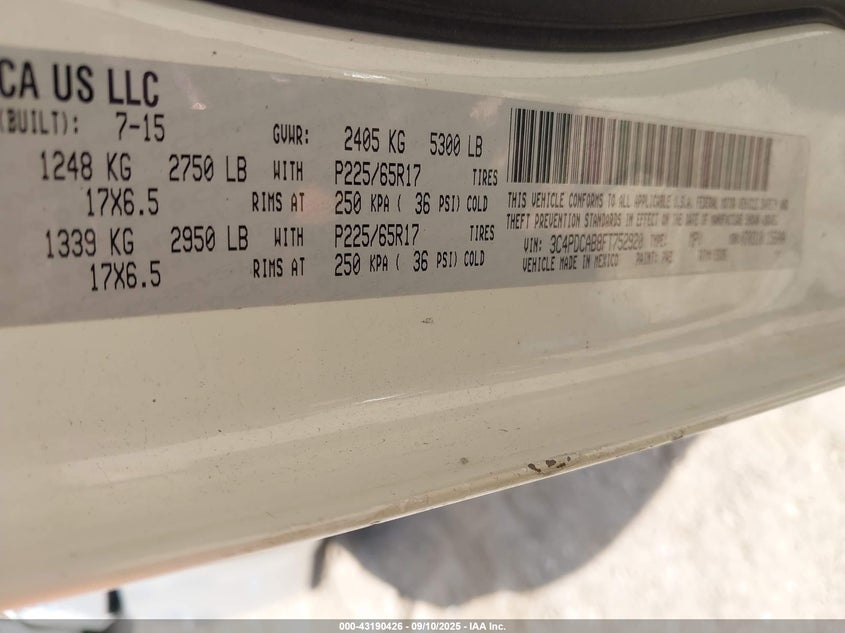 CA US LLC
(BUILT): 7-15
GVWR: 2405 KG 5300 LB
1248 KG 2750 LB WITH P225/65R17 TIRES
17X6.5 RIMS AT 250 KPA ( 36 PSI) COLD
1339 KG 2950 LB WITH P225/65R17 TIRES
17X6.5 RIMS AT 250 KPA ( 36 PSI) COLD
THIS VEHICLE CONFORMS TO ALL APPLICABLE U.S.A. FEDERAL MOTOR VEHICLE SAFETY AND
THEFT PREVENTION STANDARDS IN EFFECT ON THE DATE OF MANUFACTURE SHOWN ABOVE.
VIN: 3C4PDCAB8FT752920 TYPE: MPV
VEHICLE MADE IN MEXICO PAINT:
000-43190426 - 09/10/2025 - IAA Inc.